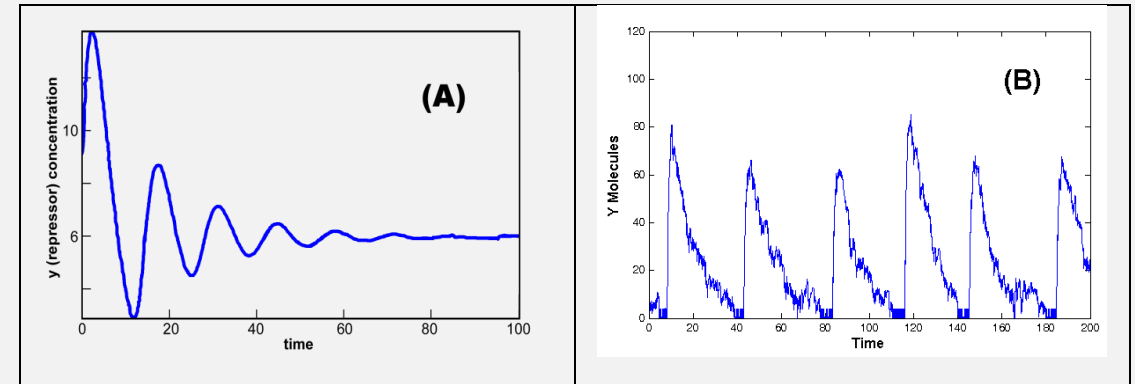 y (repressor) concentration
10
6
(A)
0 20 40 60 80 100
time
Y Molecules
120
100
80
60
40
20
0
(B)
0 20 40 60 80 100 120 140 160 180 200
Time